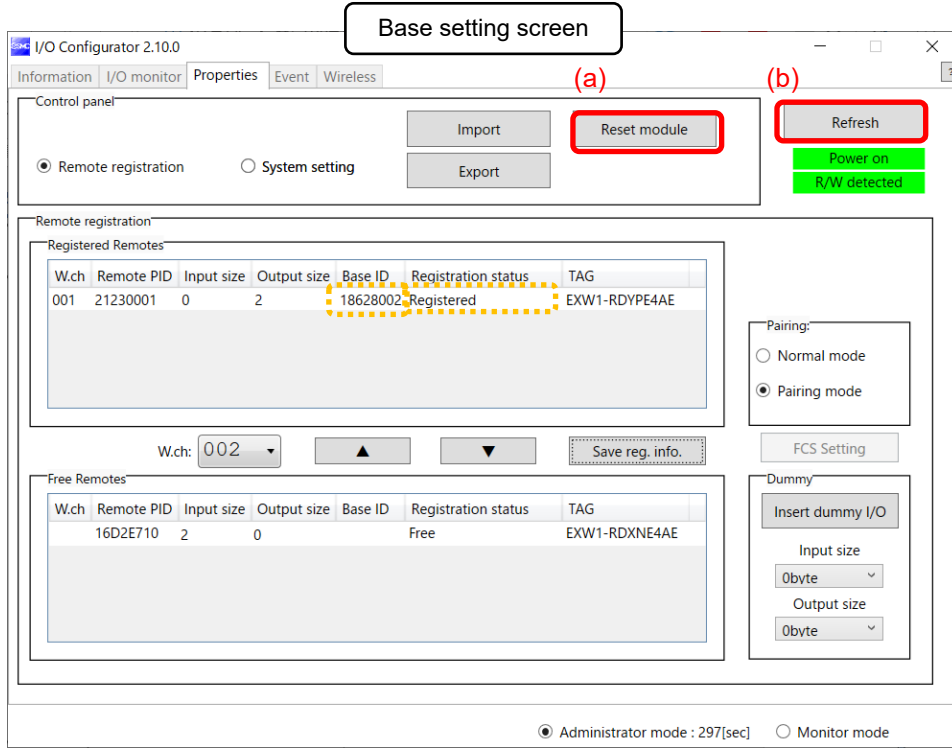 Base setting screen
SMC I/O Configurator 2.10.0
Information I/O monitor Properties Event Wireless
?
(a) (b)
Control panel
Import Reset module Refresh
Remote registration System setting Export
Power on
R/W detected
Remote registration
Registered Remotes
W.ch Remote PID Input size Output size Base ID Registration status TAG
001 21230001 0 2 18628002 Registered EXW1-RDYPE4AE
Pairing:
Normal mode
Pairing mode
W.ch: 002 ▲ ▼ Save reg. info. FCS Setting
Free Remotes
W.ch Remote PID Input size Output size Base ID Registration status TAG
16D2E710 2 0 Free EXW1-RDXNE4AE
Dummy
Insert dummy I/O
Input size
0byte
Output size
0byte
Administrator mode : 297[sec] Monitor mode